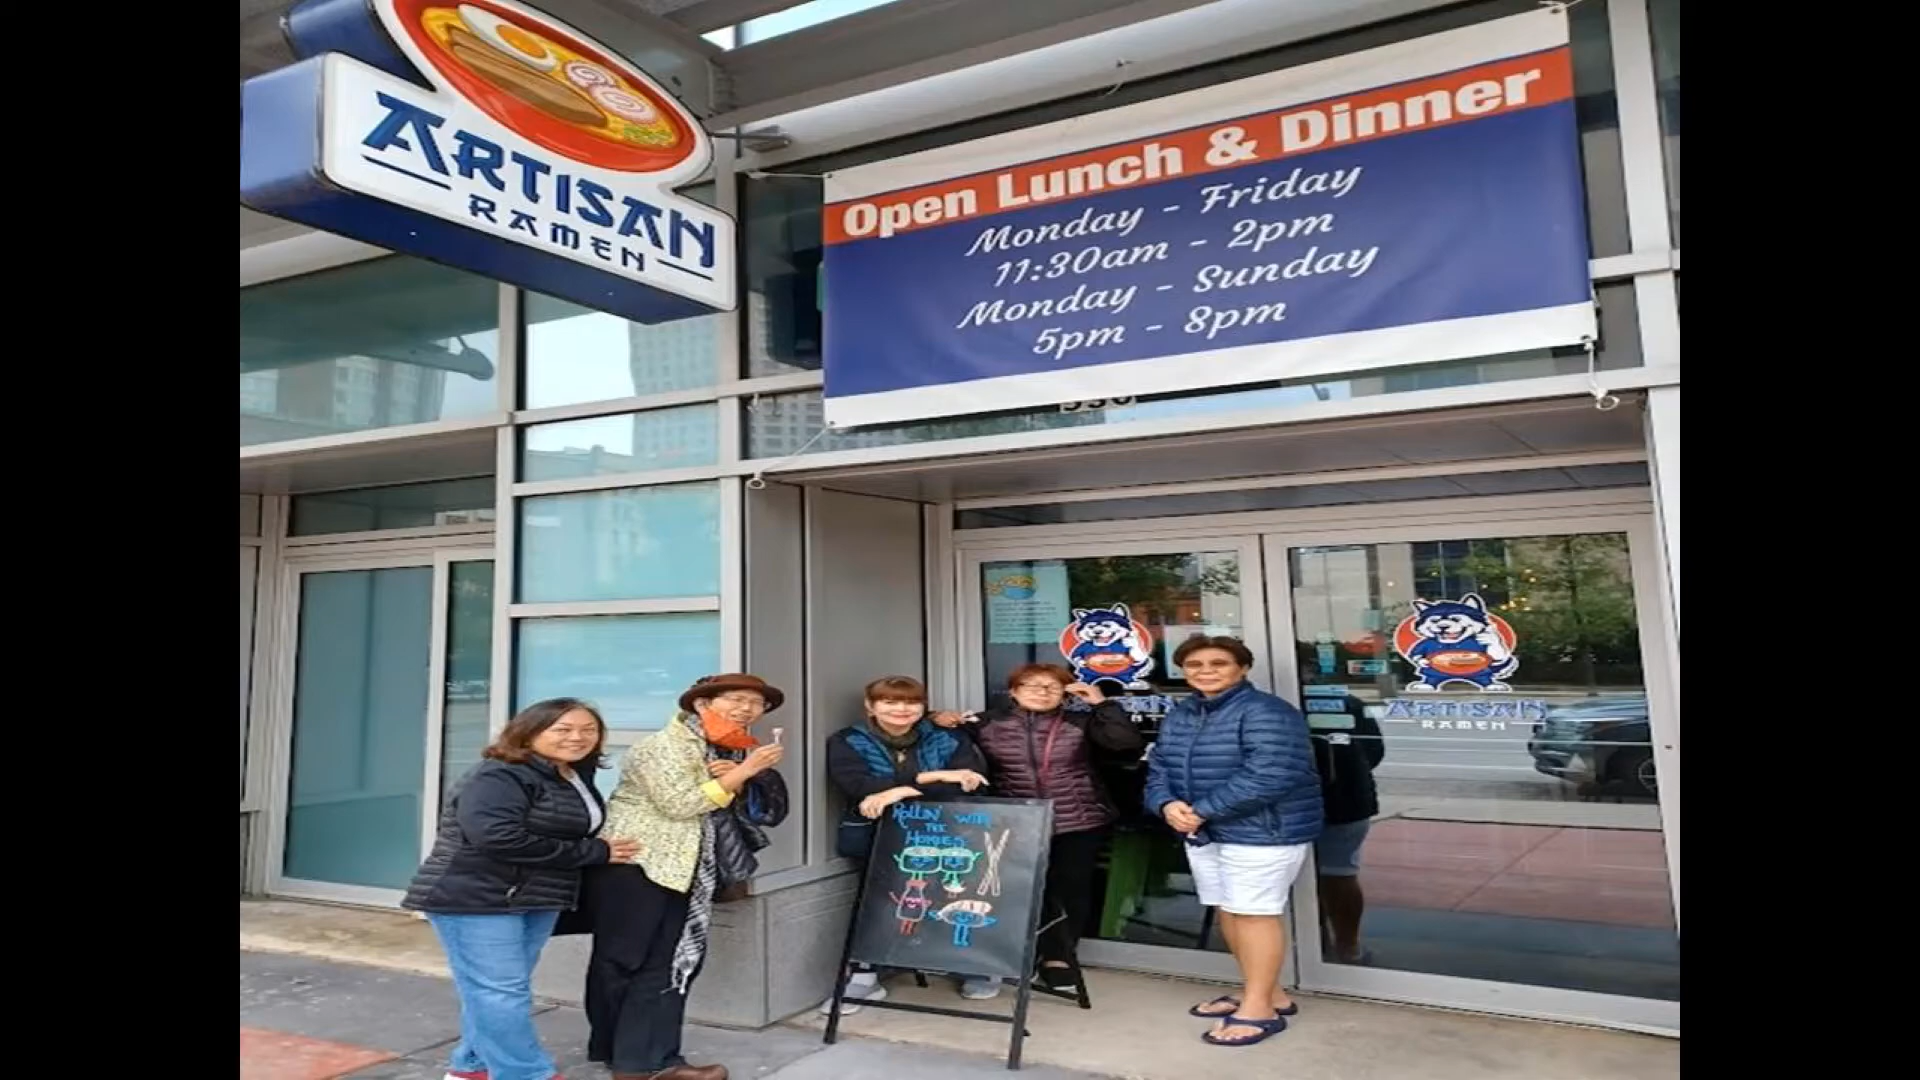 ARTISAN
RAMEN
Open Lunch & Dinner
Monday - Friday
11:30am - 2pm
Monday - Sunday
5pm - 8pm
ARTISAN
RAMEN
Rollin' with
the
Homies